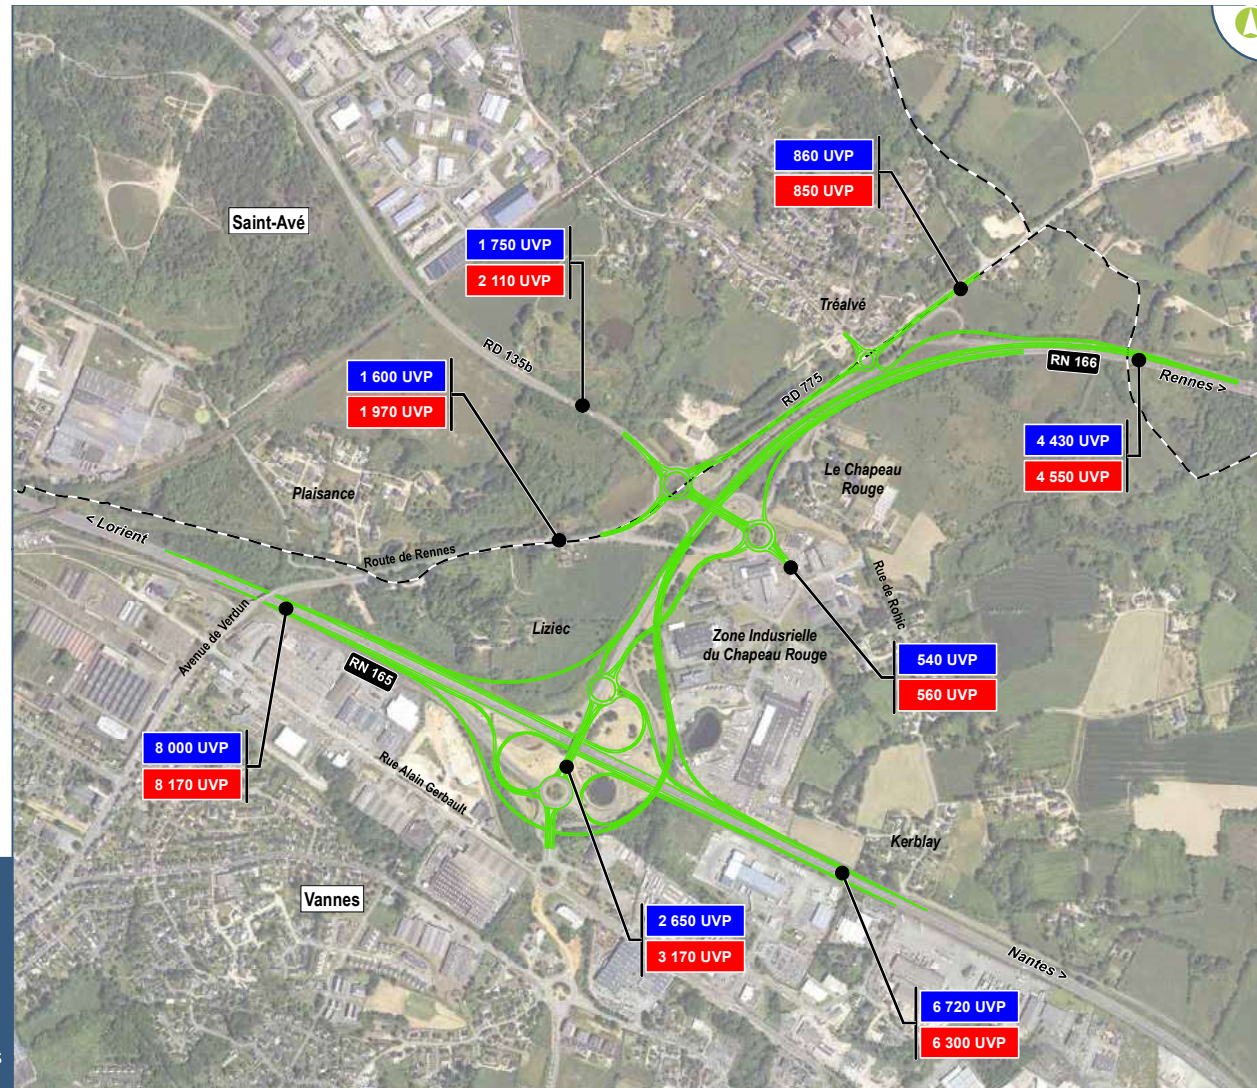 860 UVP
850 UVP
Saint-Avé
1 750 UVP
2 110 UVP
Tréalvé
RD 135b
RD 775
RN 166
Rennes >
1 600 UVP
1 970 UVP
4 430 UVP
4 550 UVP
Le Chapeau
Rouge
Plaisance
< Lorient
Route de Rennes
Rue de Rohic
Avenue de Verdun
Liziec
Zone Indusrielle
du Chapeau Rouge
540 UVP
560 UVP
RN 165
8 000 UVP
8 170 UVP
Rue Alain Gerbault
Kerblay
Vannes
2 650 UVP
3 170 UVP
Nantes >
6 720 UVP
6 300 UVP